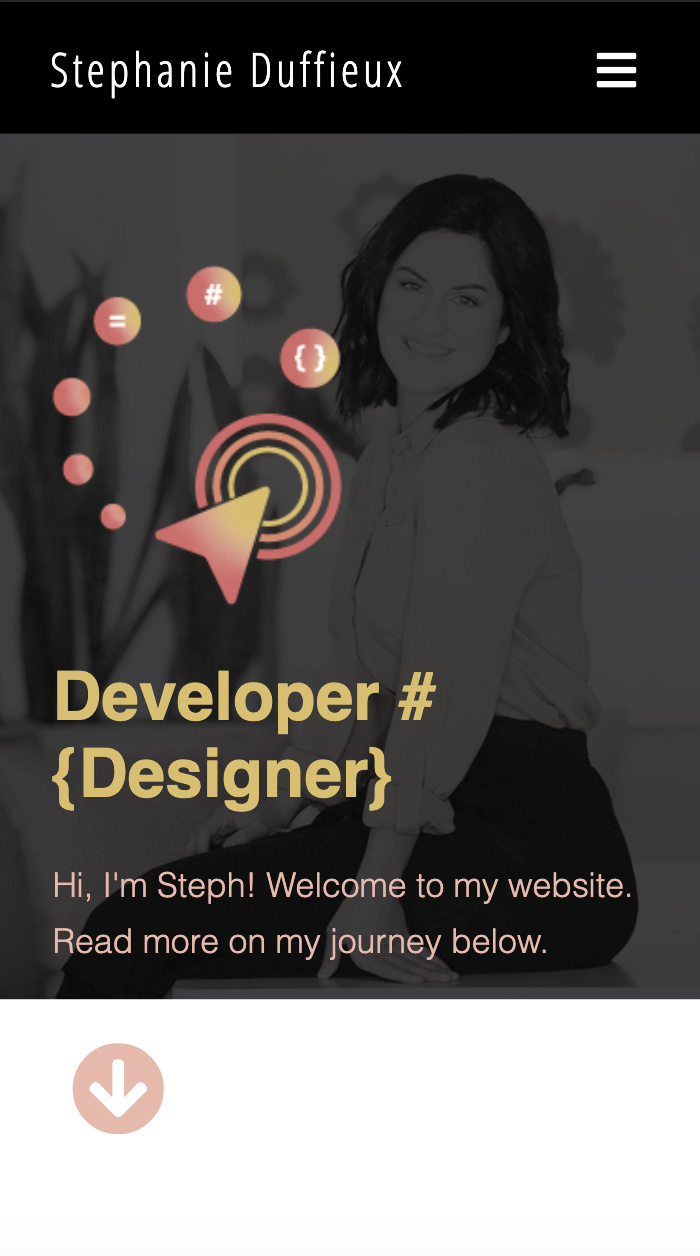 Stephanie Duffieux
#
=
{ }
Developer #
{Designer}
Hi, I'm Steph! Welcome to my website.
Read more on my journey below.